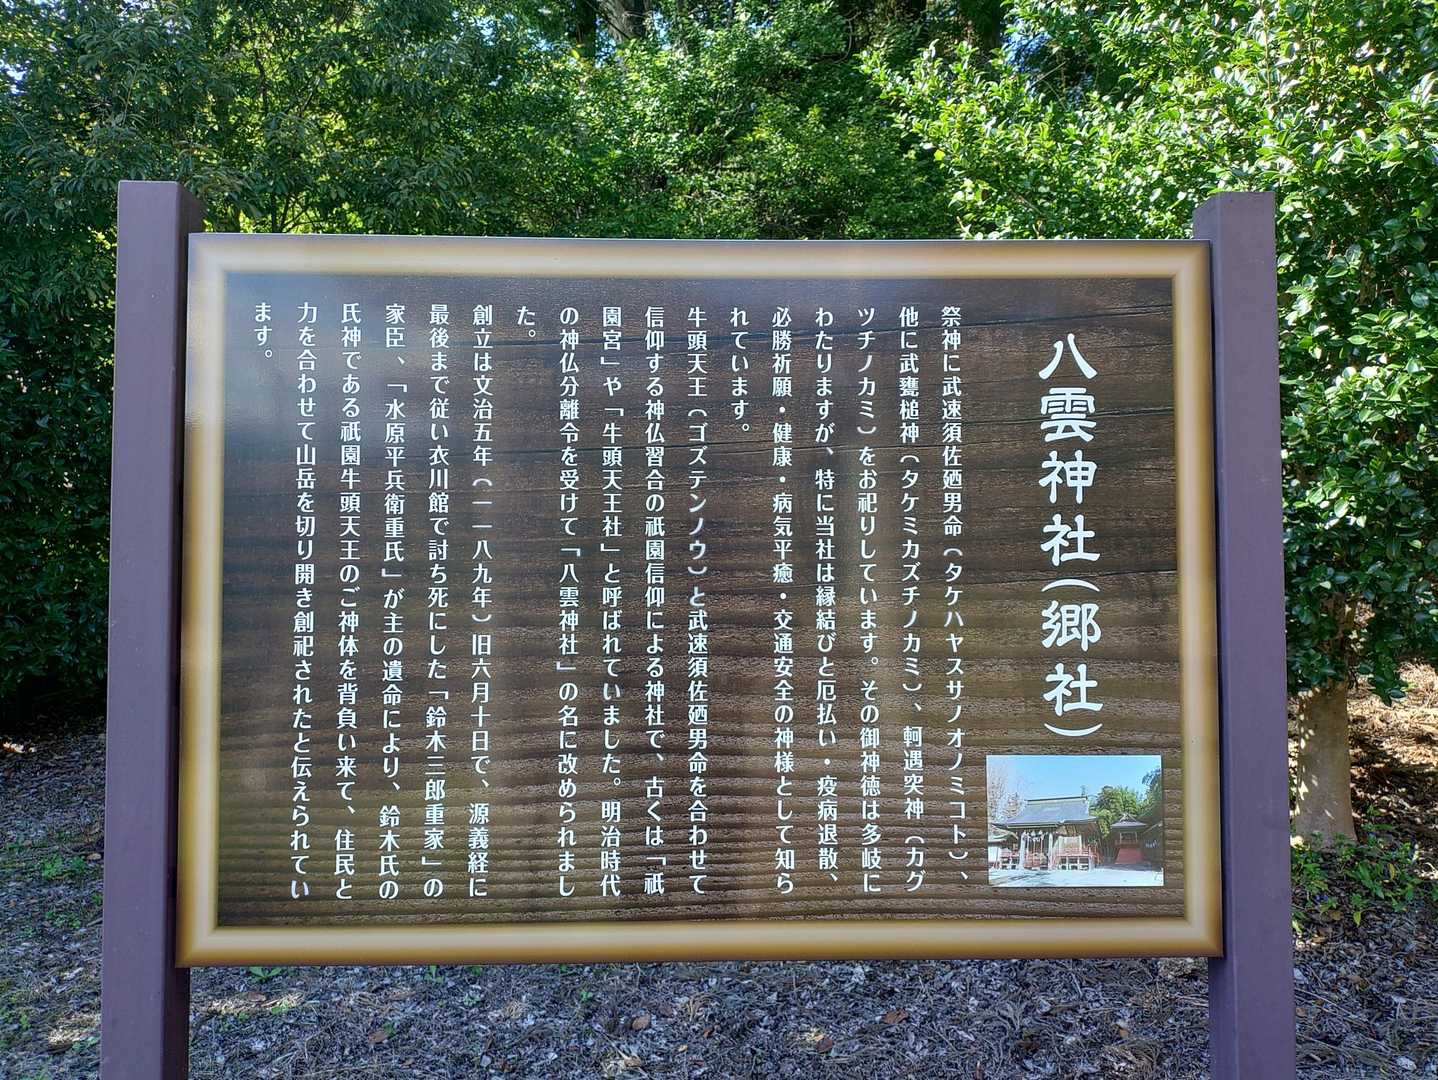 八雲神社(郷社)
祭神に武速須佐廼男命(タケハヤスサノオノミコト)、
他に武甕槌神(タケミカズチノカミ)、軻遇突神(カグ
ツチノカミ)をお祀りしています。その御神徳は多岐に
わたりますが、特に当社は縁結びと厄払い・疫病退散、
必勝祈願・健康・病気平癒・交通安全の神様として知ら
れています。
牛頭天王(ゴズテンノウ)と武速須佐廼男命を合わせて
信仰する神仏習合の祇園信仰による神社で、古くは「祇
園宮」や「牛頭天王社」と呼ばれていました。明治時代
の神仏分離令を受けて「八雲神社」の名に改められまし
た。
創立は文治五年(一一八九年)旧六月十日で、源義経に
最後まで従い衣川館で討ち死にした「鈴木三郎重家」の
家臣、「水原平兵衛重氏」が主の遺命により、鈴木氏の
氏神である祇園牛頭天王のご神体を背負い来て、住民と
力を合わせて山岳を切り開き創祀されたと伝えられてい
ます。